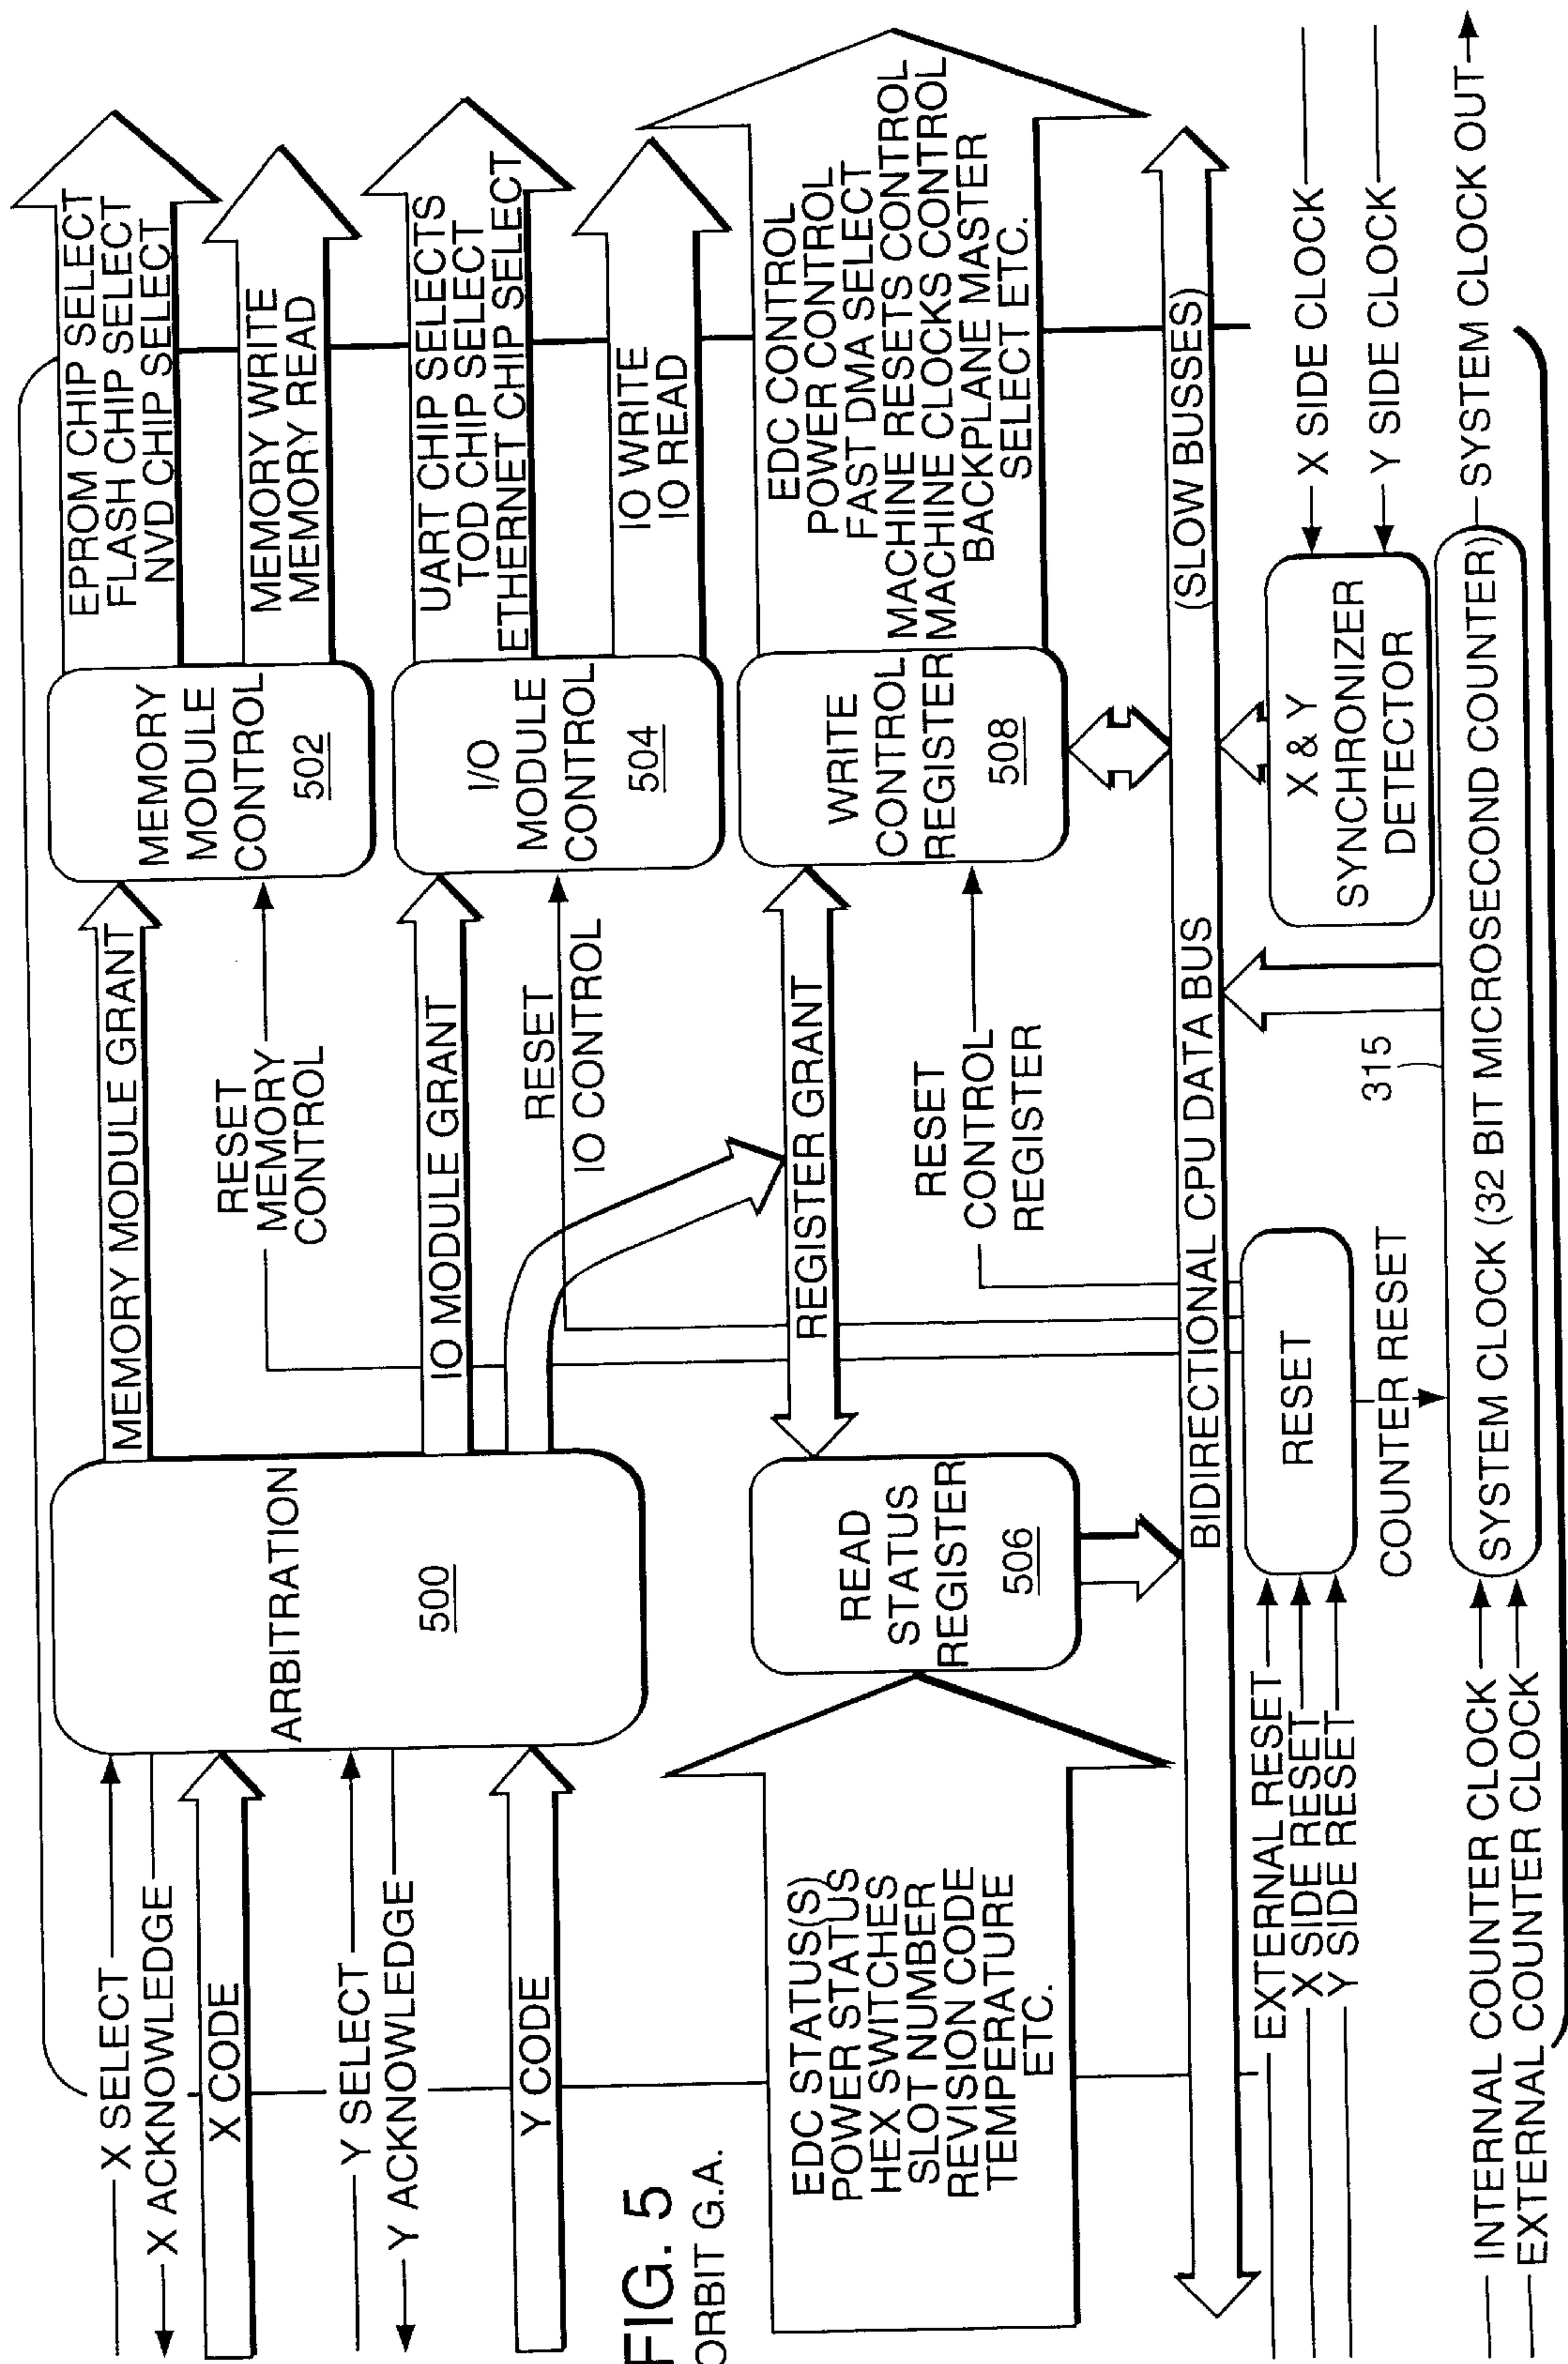 X SELECT
X ACKNOWLEDGE
X CODE
Y SELECT
Y ACKNOWLEDGE
Y CODE
FIG. 5
ORBIT G.A.
EDC STATUS(S)
POWER STATUS
HEX SWITCHES
SLOT NUMBER
REVISION CODE
TEMPERATURE
ETC.
EXTERNAL RESET
X SIDE RESET
Y SIDE RESET
INTERNAL COUNTER CLOCK
EXTERNAL COUNTER CLOCK
ARBITRATION
500
READ
STATUS
REGISTER
506
MEMORY MODULE GRANT
RESET
MEMORY
CONTROL
IO MODULE GRANT
RESET
IO CONTROL
REGISTER GRANT
RESET
CONTROL
REGISTER
BIDIRECTIONAL CPU DATA BUS
(SLOW BUSSES)
RESET
COUNTER RESET
315
SYSTEM CLOCK (32 BIT MICROSECOND COUNTER)
MEMORY
MODULE
CONTROL
502
I/O
MODULE
CONTROL
504
WRITE
CONTROL
REGISTER
508
X & Y
SYNCHRONIZER
DETECTOR
EPROM CHIP SELECT
FLASH CHIP SELECT
NVD CHIP SELECT
MEMORY WRITE
MEMORY READ
UART CHIP SELECTS
TOD CHIP SELECT
ETHERNET CHIP SELECT
IO WRITE
IO READ
EDC CONTROL
POWER CONTROL
FAST DMA SELECT
MACHINE RESETS CONTROL
MACHINE CLOCKS CONTROL
BACKPLANE MASTER
SELECT ETC.
X SIDE CLOCK
Y SIDE CLOCK
SYSTEM CLOCK OUT